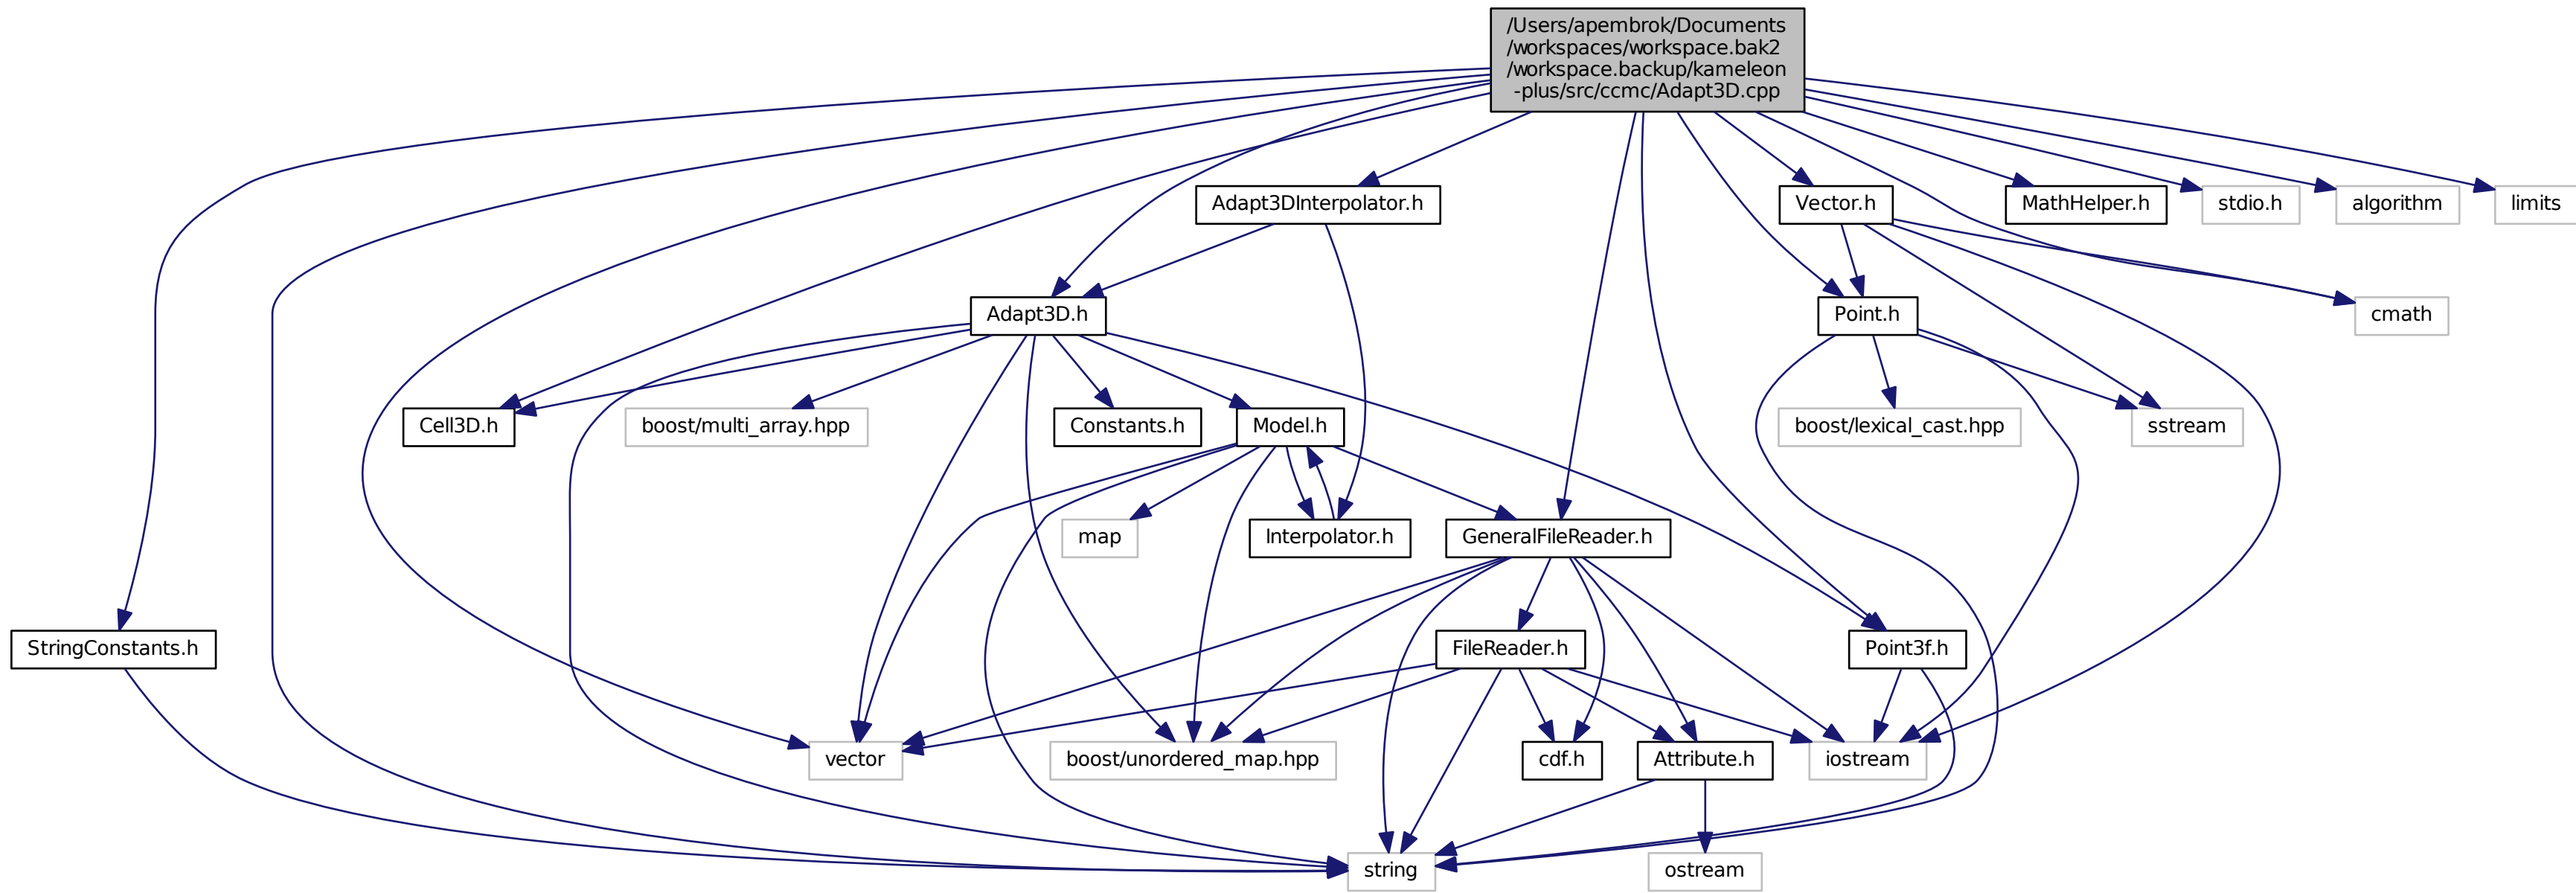 /Users/apembrok/Documents
/workspaces/workspace.bak2
/workspace.backup/kameleon
-plus/src/ccmc/Adapt3D.cpp
Adapt3DInterpolator.h
Vector.h
MathHelper.h
stdio.h
algorithm
limits
Adapt3D.h
Point.h
cmath
Cell3D.h
boost/multi_array.hpp
Constants.h
Model.h
boost/lexical_cast.hpp
sstream
map
Interpolator.h
GeneralFileReader.h
StringConstants.h
FileReader.h
Point3f.h
vector
boost/unordered_map.hpp
cdf.h
Attribute.h
iostream
string
ostream